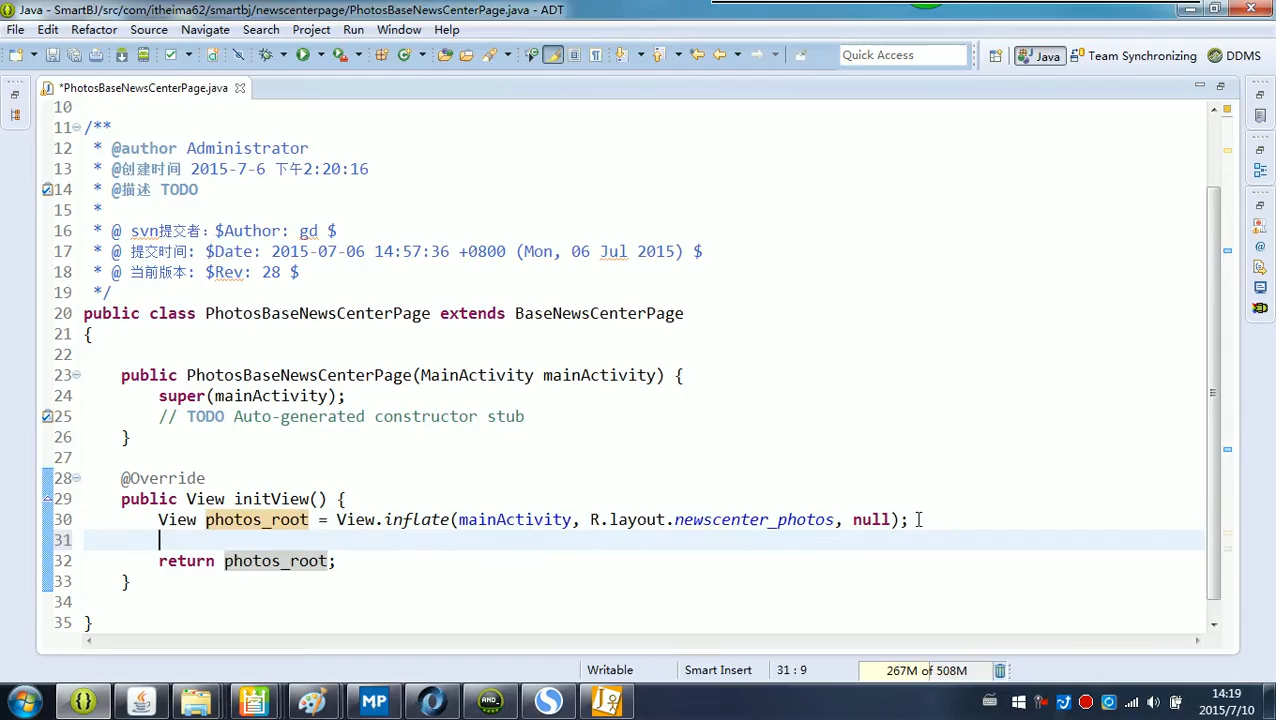 Java - SmartBJ/src/com/itheima62/smartbj/newscenterpage/PhotosBaseNewsCenterPage.java - ADT
File Edit Refactor Source Navigate Search Project Run Window Help
Quick Access Java Team Synchronizing DDMS
*PhotosBaseNewsCenterPage.java
10
11 /**
12 * @author Administrator
13 * @创建时间 2015-7-6 下午2:20:16
14 * @描述 TODO
15 *
16 * @ svn提交者：$Author: gd $
17 * @ 提交时间: $Date: 2015-07-06 14:57:36 +0800 (Mon, 06 Jul 2015) $
18 * @ 当前版本: $Rev: 28 $
19 */
20 public class PhotosBaseNewsCenterPage extends BaseNewsCenterPage
21 {
22
23 public PhotosBaseNewsCenterPage(MainActivity mainActivity) {
24 super(mainActivity);
25 // TODO Auto-generated constructor stub
26 }
27
28 @Override
29 public View initView() {
30 View photos_root = View.inflate(mainActivity, R.layout.newscenter_photos, null);
31
32 return photos_root;
33 }
34
35 }
Writable Smart Insert 31 : 9 267M of 508M
MP AND_
14:19
2015/7/10